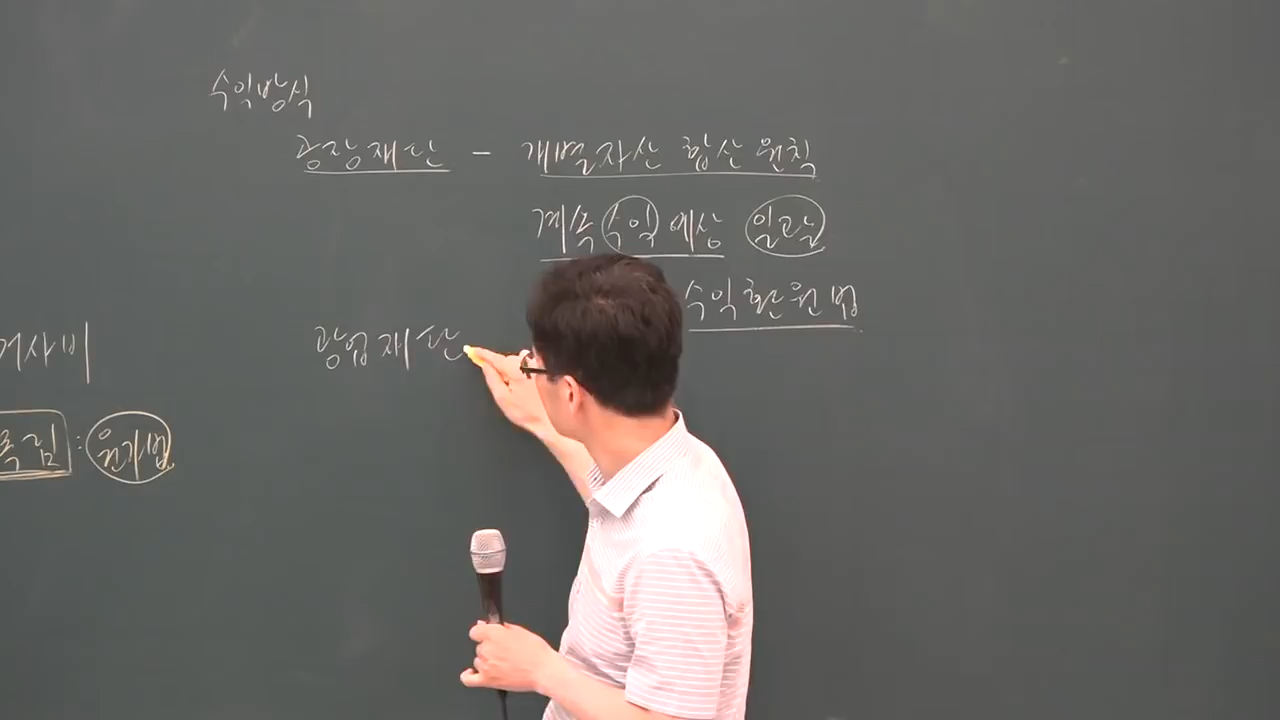 수익방식
공장재단 - 개별자산 합산 원칙
계속 수익 예상 일괄
수익환원법
광업재단
거사비
목림 : 원가법